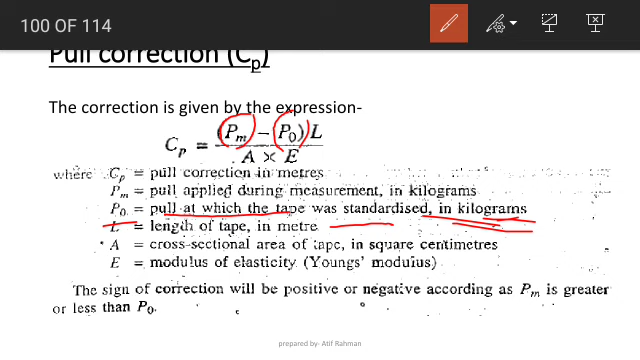 100 OF 114
Pull correction (Cp)
The correction is given by the expression-
Cp = (Pm − P0) L
A × E
where Cp = pull correction in metres
Pm = pull applied during measurement, in kilograms
P0 = pull at which the tape was standardised, in kilograms
L = length of tape, in metre
A = cross-sectional area of tape, in square centimetres
E = modulus of elasticity (Youngs' modulus)
The sign of correction will be positive or negative according as Pm is greater
or less than P0.
prepared by- Atif Rahman